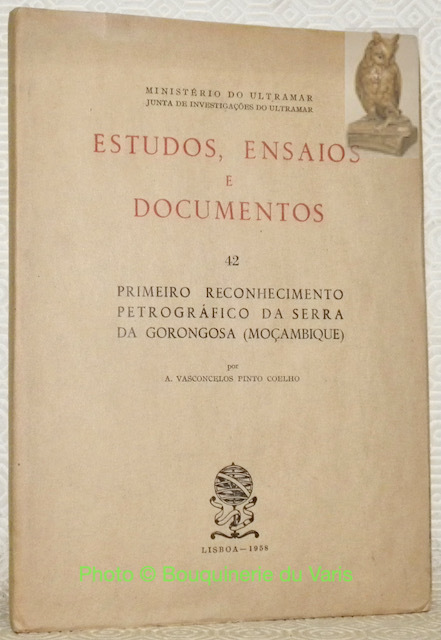 MINISTÉRIO DO ULTRAMAR
JUNTA DE INVESTIGAÇÕES DO ULTRAMAR
ESTUDOS, ENSAIOS
E
DOCUMENTOS
42
PRIMEIRO RECONHECIMENTO
PETROGRÁFICO DA SERRA
DA GORONGOSA (MOÇAMBIQUE)
por
A. VASCONCELOS PINTO COELHO
LISBOA — 1958
Photo © Bouquinerie du Varis